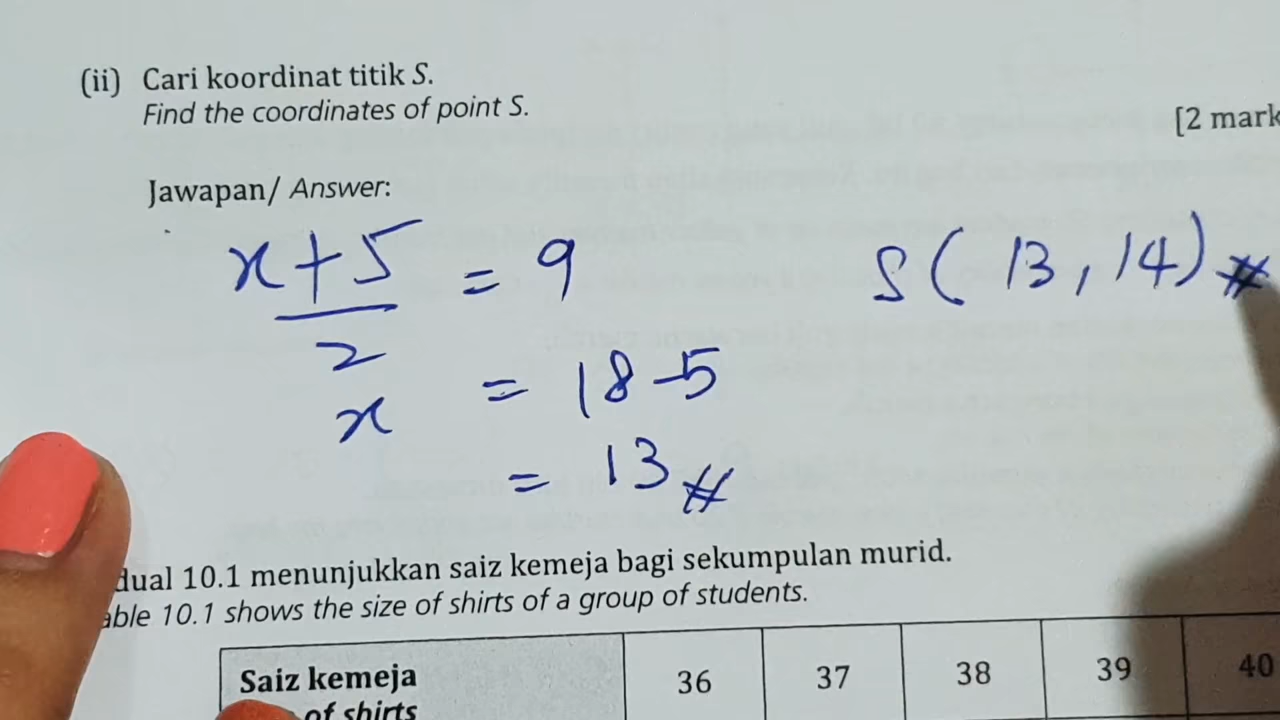 (ii) Cari koordinat titik S.
Find the coordinates of point S.
[2 mark
Jawapan/ Answer:
x + 5 = 9
2
S(13, 14) #
x = 18 - 5
= 13 #
dual 10.1 menunjukkan saiz kemeja bagi sekumpulan murid.
able 10.1 shows the size of shirts of a group of students.
Saiz kemeja 36 37 38 39 40
of shirts